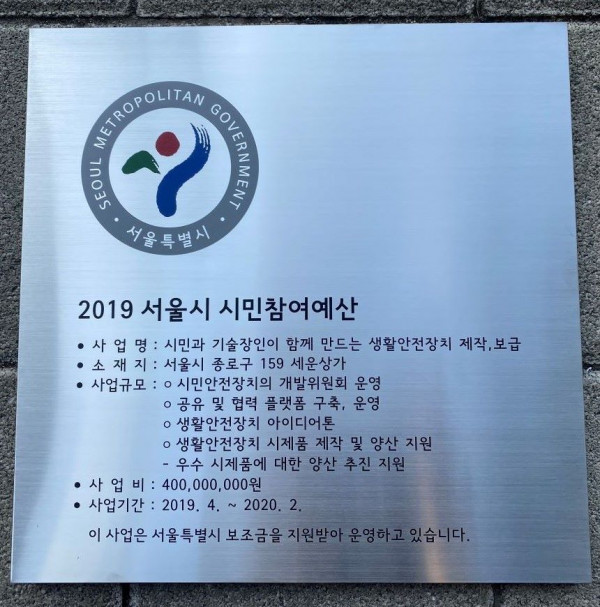 SEOUL METROPOLITAN GOVERNMENT
서울특별시
2019 서울시 시민참여예산
• 사 업 명 : 시민과 기술장인이 함께 만드는 생활안전장치 제작,보급
• 소 재 지 : 서울시 종로구 159 세운상가
• 사업규모 : ○ 시민안전장치의 개발위원회 운영
○ 공유 및 협력 플랫폼 구축, 운영
○ 생활안전장치 아이디어톤
○ 생활안전장치 시제품 제작 및 양산 지원
- 우수 시제품에 대한 양산 추진 지원
• 사 업 비 : 400,000,000원
• 사업기간 : 2019. 4. ~ 2020. 2.
이 사업은 서울특별시 보조금을 지원받아 운영하고 있습니다.